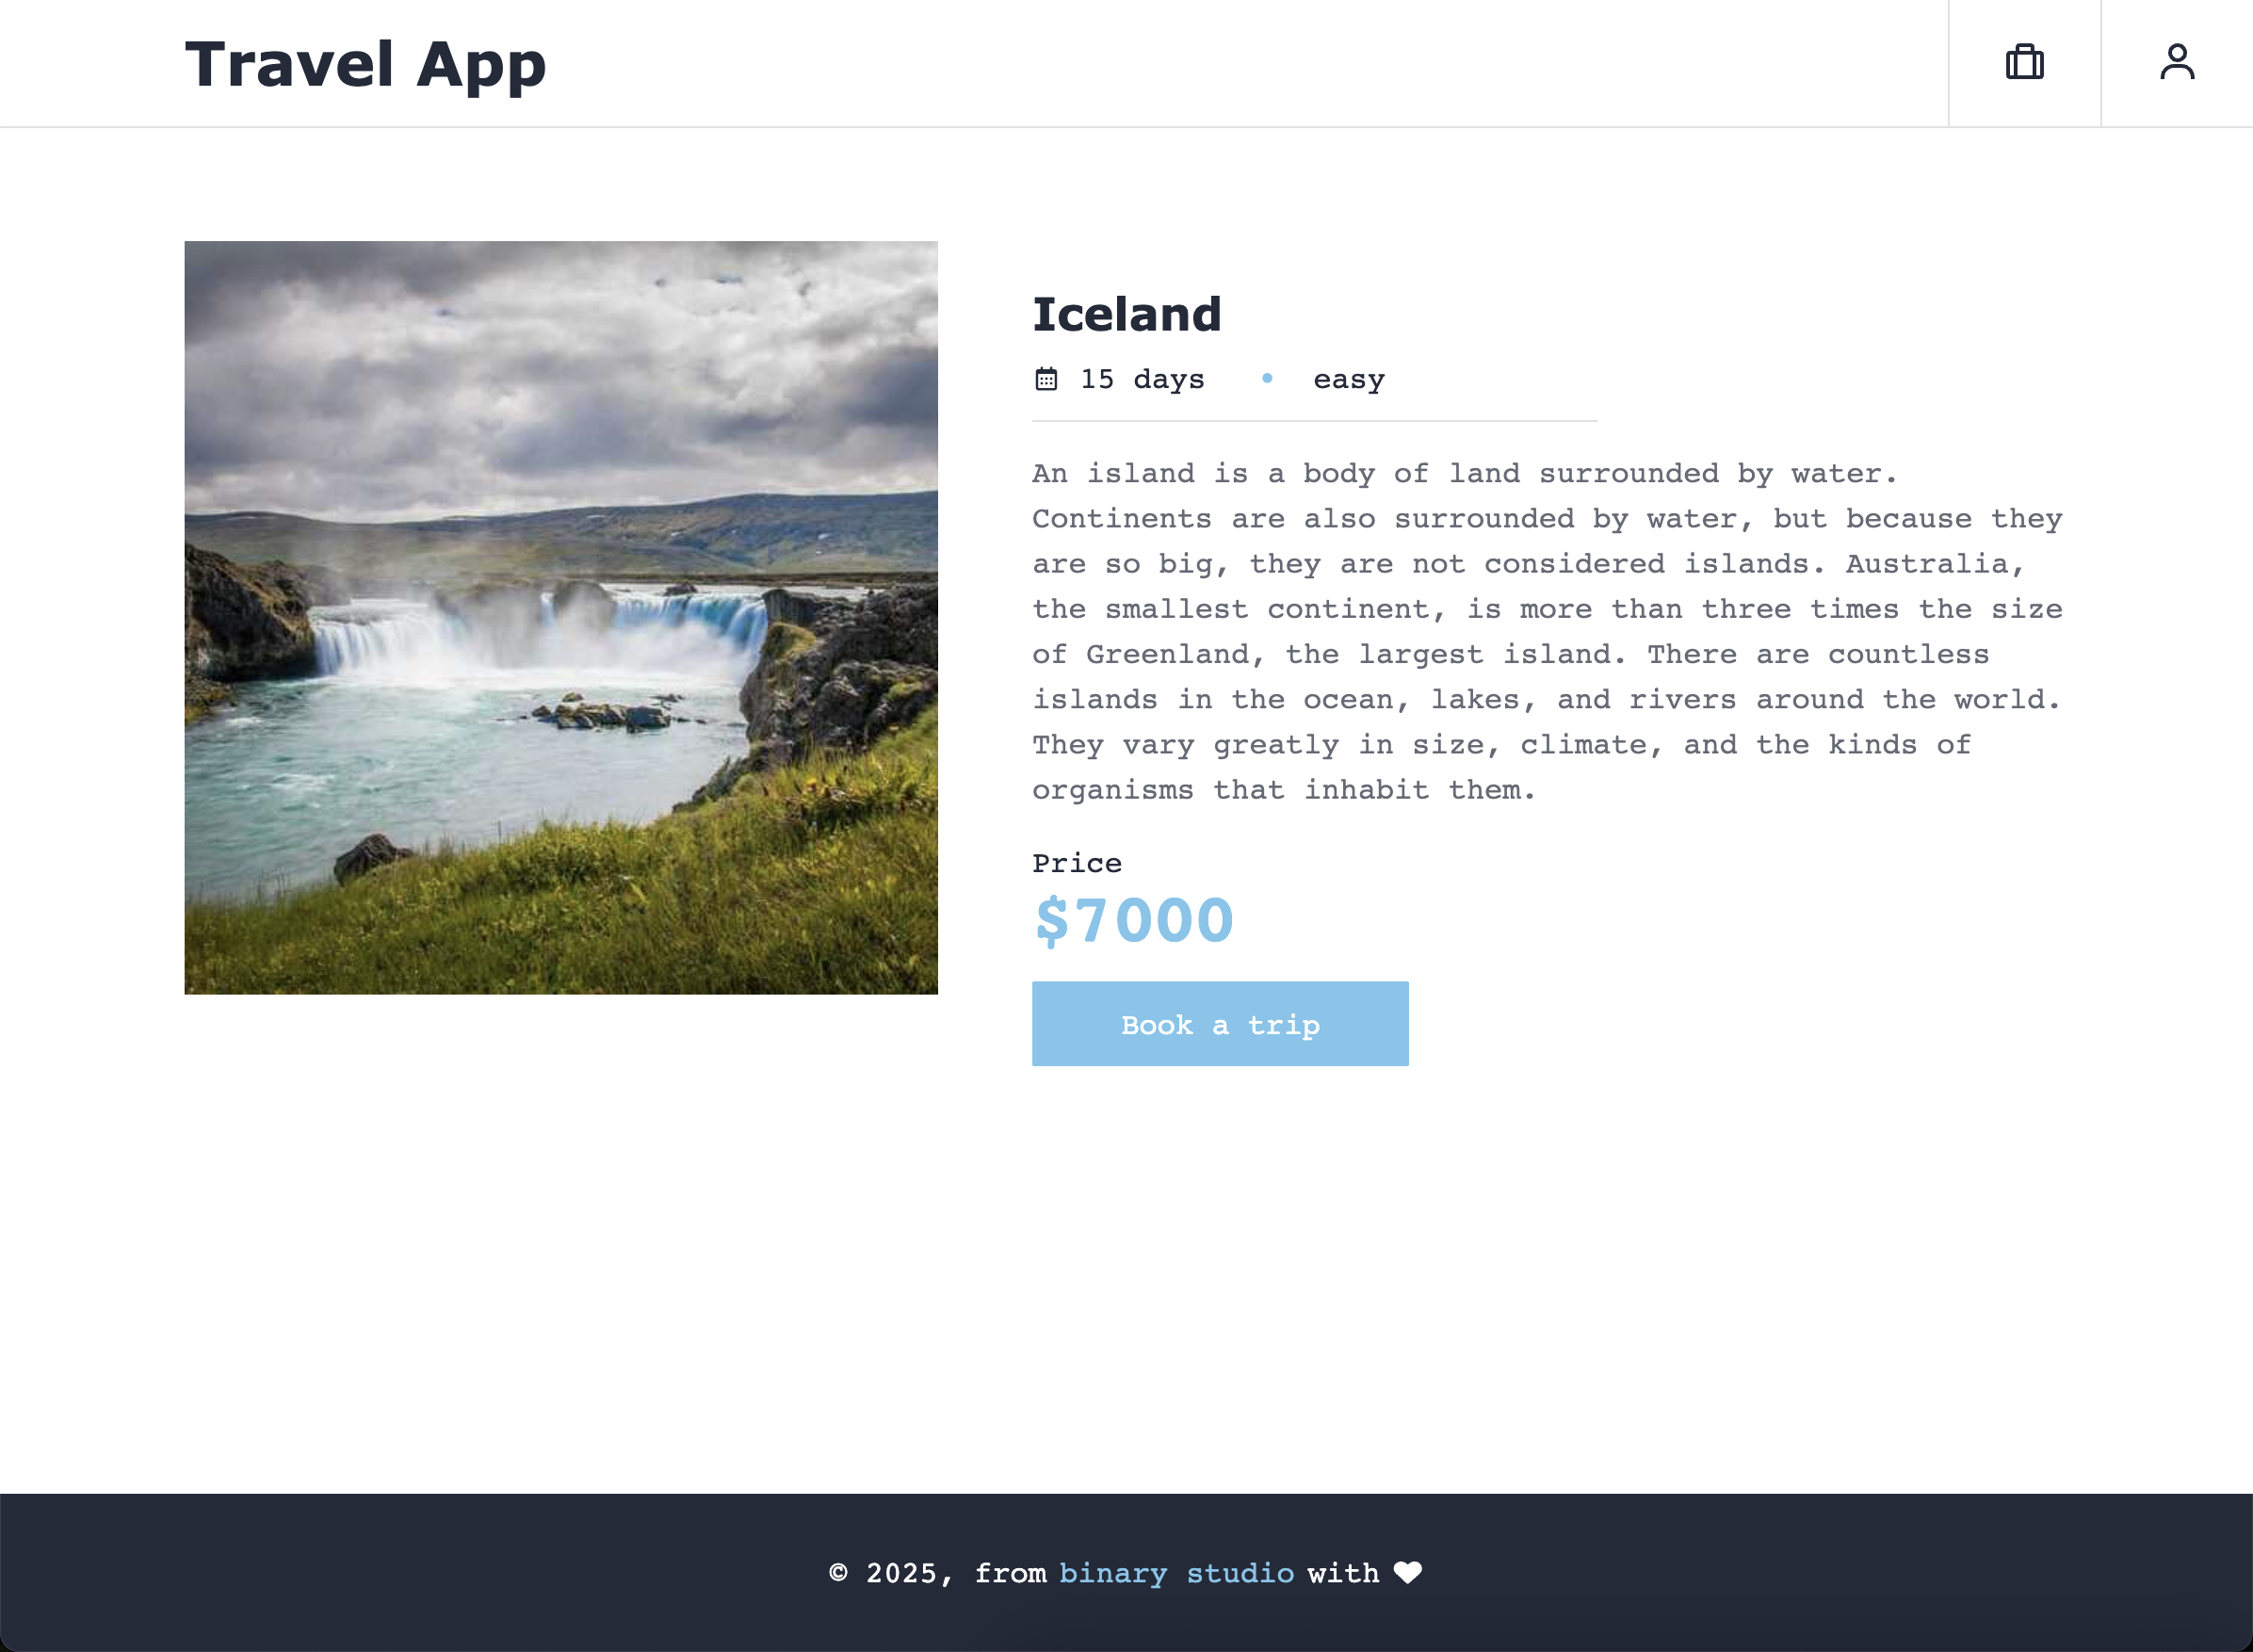 Travel App
Iceland
15 days • easy
An island is a body of land surrounded by water.
Continents are also surrounded by water, but because they
are so big, they are not considered islands. Australia,
the smallest continent, is more than three times the size
of Greenland, the largest island. There are countless
islands in the ocean, lakes, and rivers around the world.
They vary greatly in size, climate, and the kinds of
organisms that inhabit them.
Price
$7000
Book a trip
© 2025, from binary studio with ♥